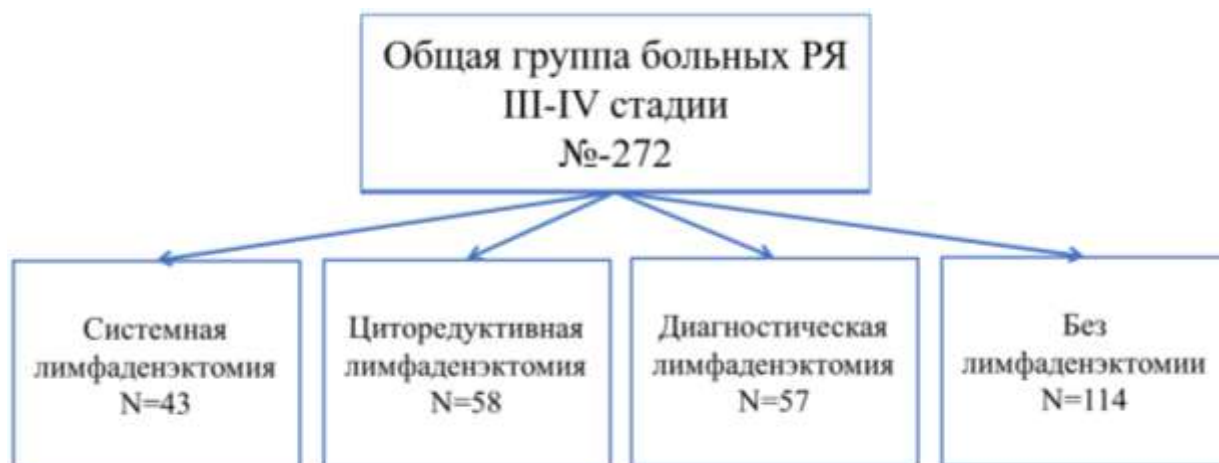 Общая группа больных РЯ
III-IV стадии
№-272
Системная
лимфаденэктомия
N=43
Циторедуктивная
лимфаденэктомия
N=58
Диагностическая
лимфаденэктомия
N=57
Без
лимфаденэктомии
N=114